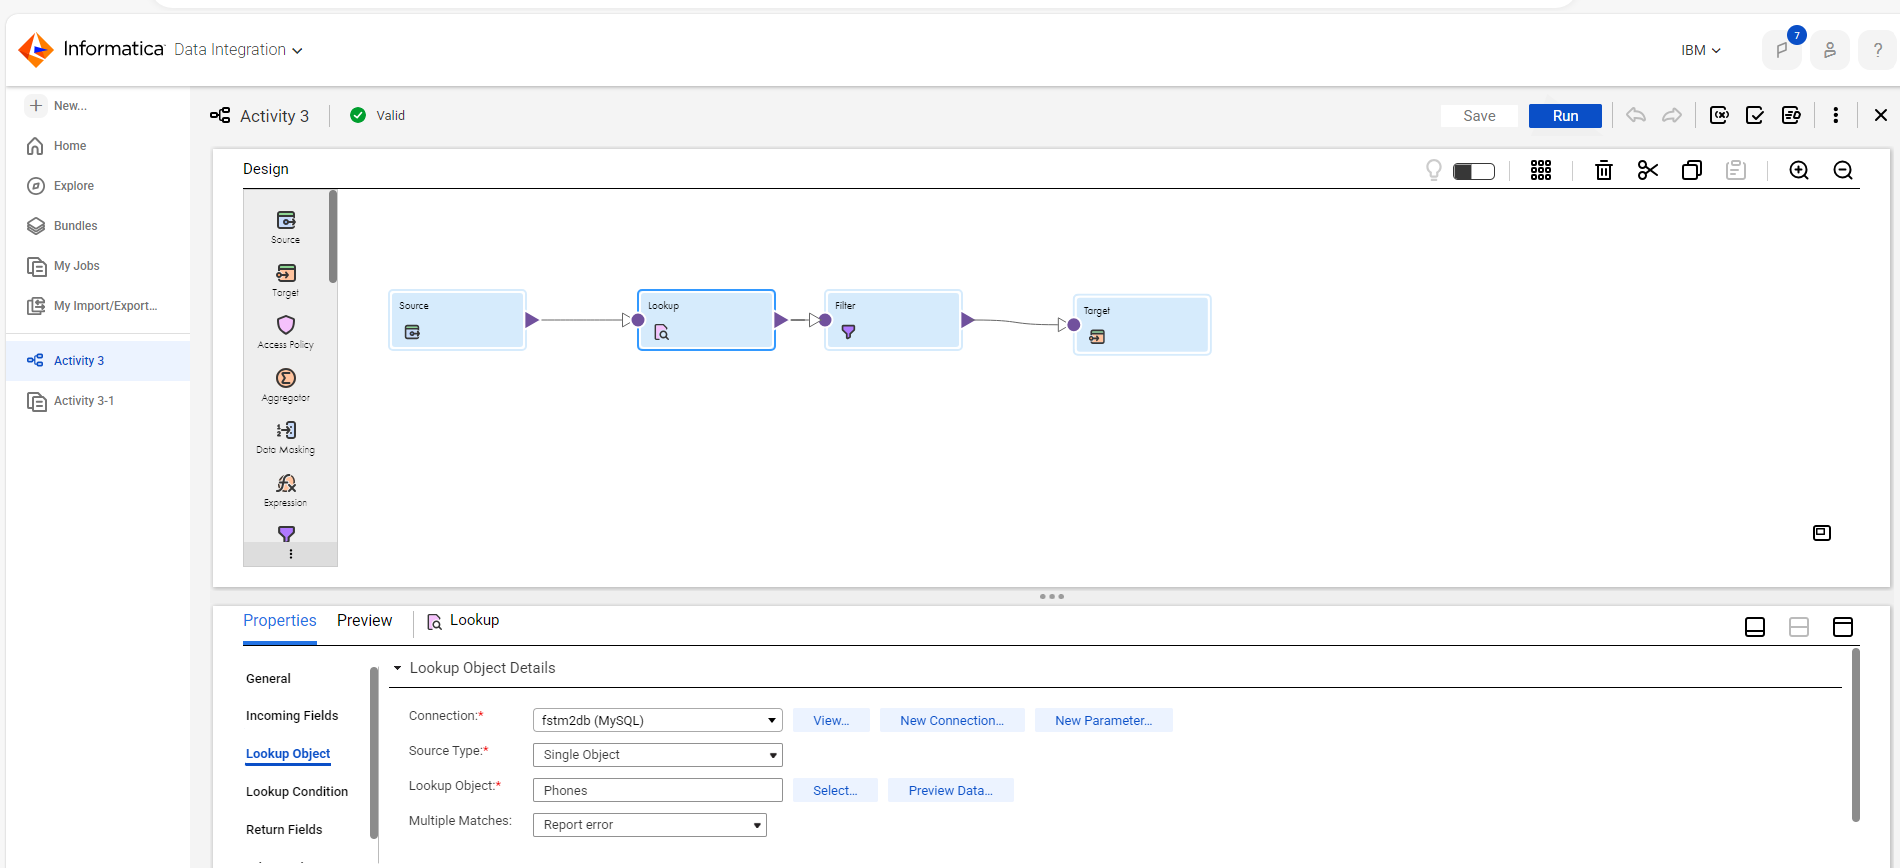 Informatica Data Integration
IBM
7
?
New...
Home
Explore
Bundles
My Jobs
My Import/Export...
Activity 3
Activity 3-1
Activity 3
Valid
Save
Run
Design
Source
Target
Access Policy
Aggregator
Data Masking
Expression
Source
Lookup
Filter
Target
Properties
Preview
Lookup
General
Incoming Fields
Lookup Object
Lookup Condition
Return Fields
Lookup Object Details
Connection:* fstm2db (MySQL) View... New Connection... New Parameter...
Source Type:* Single Object
Lookup Object:* Phones Select... Preview Data...
Multiple Matches: Report error